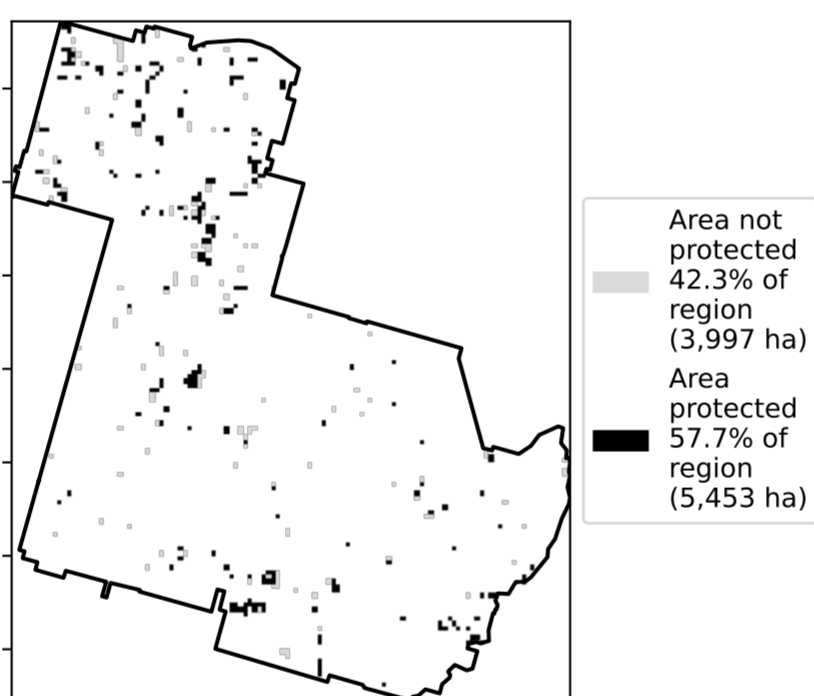 Area not
protected
42.3% of
region
(3,997 ha)
Area
protected
57.7% of
region
(5,453 ha)